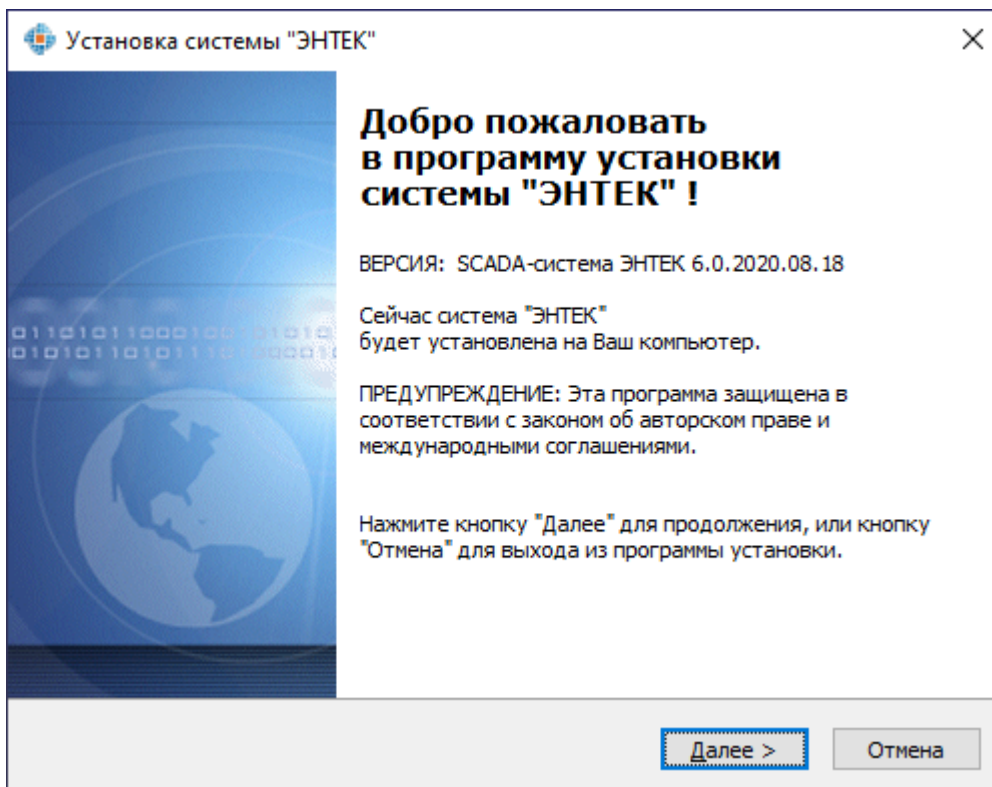 Установка системы "ЭНТЕК"
Добро пожаловать
в программу установки
системы "ЭНТЕК" !
ВЕРСИЯ: SCADA-система ЭНТЕК 6.0.2020.08.18
Сейчас система "ЭНТЕК"
будет установлена на Ваш компьютер.
ПРЕДУПРЕЖДЕНИЕ: Эта программа защищена в
соответствии с законом об авторском праве и
международными соглашениями.
Нажмите кнопку "Далее" для продолжения, или кнопку
"Отмена" для выхода из программы установки.
Далее >
Отмена